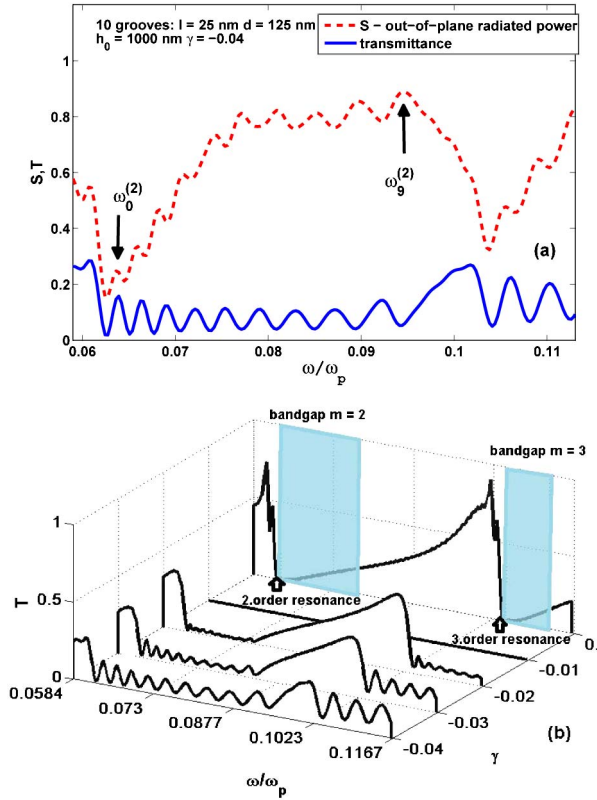 10 grooves: l = 25 nm d = 125 nm
h₀ = 1000 nm γ = −0.04
S − out−of−plane radiated power
transmittance
1
0.8
0.6
0.4
0.2
0
S,T
ω₀⁽²⁾
ω₉⁽²⁾
(a)
0.06 0.07 0.08 0.09 0.1 0.11
ω/ωₚ
bandgap m = 2
bandgap m = 3
1
0.5
0
T
2.order resonance
3.order resonance
0.
-0.01
-0.02
-0.03
-0.04
γ
0.0584 0.073 0.0877 0.1023 0.1167
ω/ωₚ
(b)